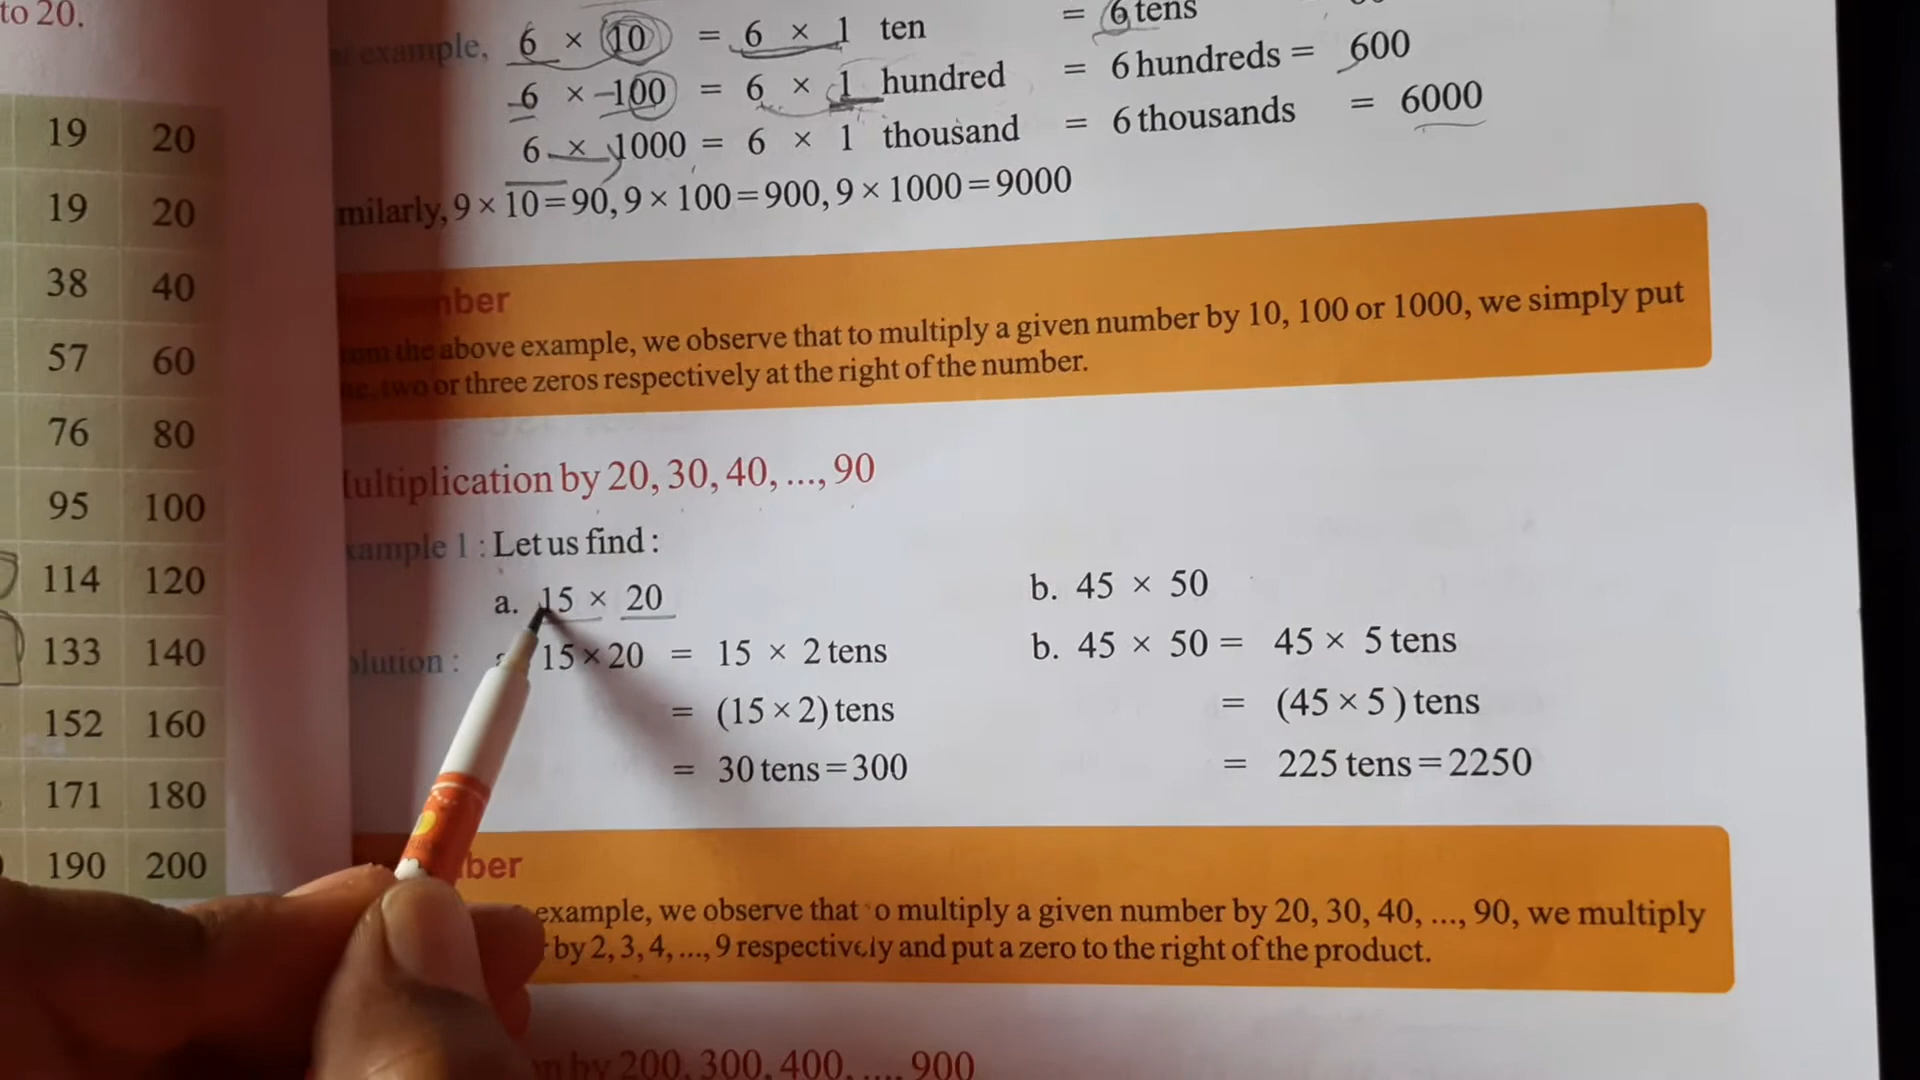 to 20.
19 20
19 20
38 40
57 60
76 80
95 100
114 120
133 140
152 160
171 180
190 200
example, 6 × 10 = 6 × 1 ten = 6 tens
6 × 100 = 6 × 1 hundred = 6 hundreds = 600
6 × 1000 = 6 × 1 thousand = 6 thousands = 6000
milarly, 9 × 10 = 90, 9 × 100 = 900, 9 × 1000 = 9000
mber
om the above example, we observe that to multiply a given number by 10, 100 or 1000, we simply put
ne, two or three zeros respectively at the right of the number.
ultiplication by 20, 30, 40, ..., 90
xample 1 : Let us find :
a. 15 × 20 b. 45 × 50
olution : 15 × 20 = 15 × 2 tens b. 45 × 50 = 45 × 5 tens
= (15 × 2) tens = (45 × 5 ) tens
= 30 tens = 300 = 225 tens = 2250
ber
example, we observe that o multiply a given number by 20, 30, 40, ..., 90, we multiply
by 2, 3, 4, ..., 9 respectively and put a zero to the right of the product.
n by 200, 300, 400, ..., 900